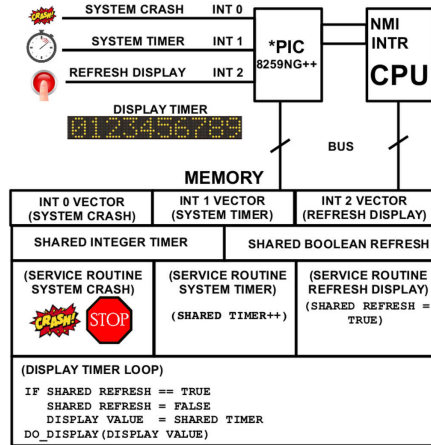 CRASH!
SYSTEM CRASH INT 0
SYSTEM TIMER INT 1
REFRESH DISPLAY INT 2
*PIC
8259NG++
NMI
INTR
CPU
DISPLAY TIMER
0123456789
BUS
MEMORY
INT 0 VECTOR
(SYSTEM CRASH)
INT 1 VECTOR
(SYSTEM TIMER)
INT 2 VECTOR
(REFRESH DISPLAY)
SHARED INTEGER TIMER
SHARED BOOLEAN REFRESH
(SERVICE ROUTINE
SYSTEM CRASH)
CRASH!
STOP
(SERVICE ROUTINE
SYSTEM TIMER)
(SHARED TIMER++)
(SERVICE ROUTINE
REFRESH DISPLAY)
(SHARED REFRESH =
TRUE)
(DISPLAY TIMER LOOP)
IF SHARED REFRESH == TRUE
SHARED REFRESH = FALSE
DISPLAY VALUE = SHARED TIMER
DO_DISPLAY(DISPLAY VALUE)